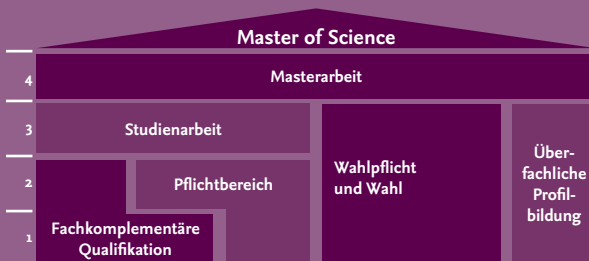 Master of Science
4
Masterarbeit
3
Studienarbeit
Wahlpflicht
und Wahl
Über-
fachliche
Profil-
bildung
2
Pflichtbereich
1
Fachkomplementäre
Qualifikation